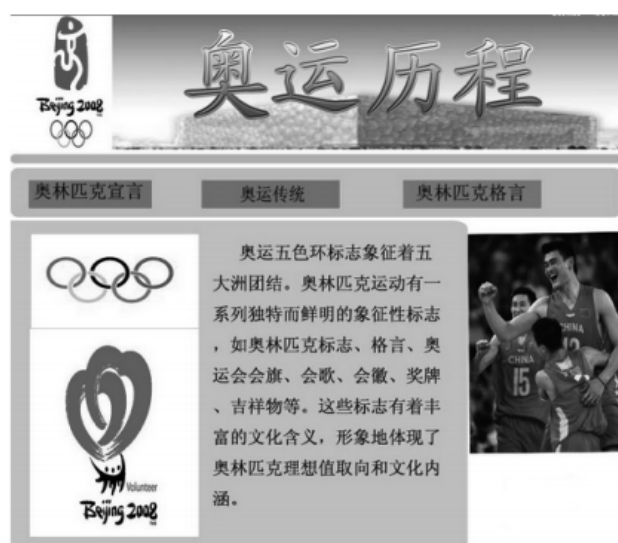 奥运历程
Beijing 2008
奥林匹克宣言
奥运传统
奥林匹克格言
奥运五色环标志象征着五
大洲团结。奥林匹克运动有一
系列独特而鲜明的象征性标志
，如奥林匹克标志、格言、奥
运会会旗、会歌、会徽、奖牌
、吉祥物等。这些标志有着丰
富的文化含义，形象地体现了
奥林匹克理想值取向和文化内
涵。
Volunteer
Beijing 2008
CHINA
CHINA
15